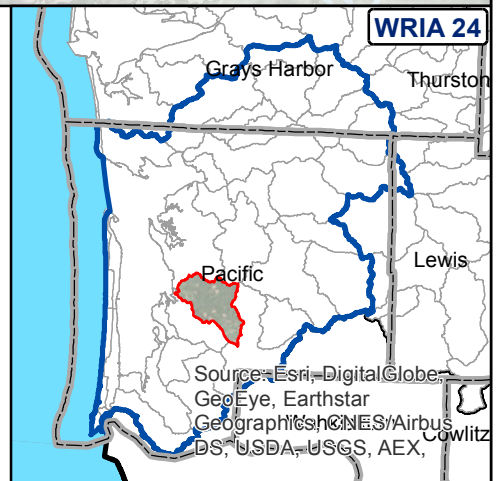 WRIA 24
Grays Harbor
Thurston
Pacific
Lewis
Source: Esri, DigitalGlobe,
GeoEye, Earthstar
Geographics, CNES/Airbus
DS, USDA, USGS, AEX,
Cowlitz